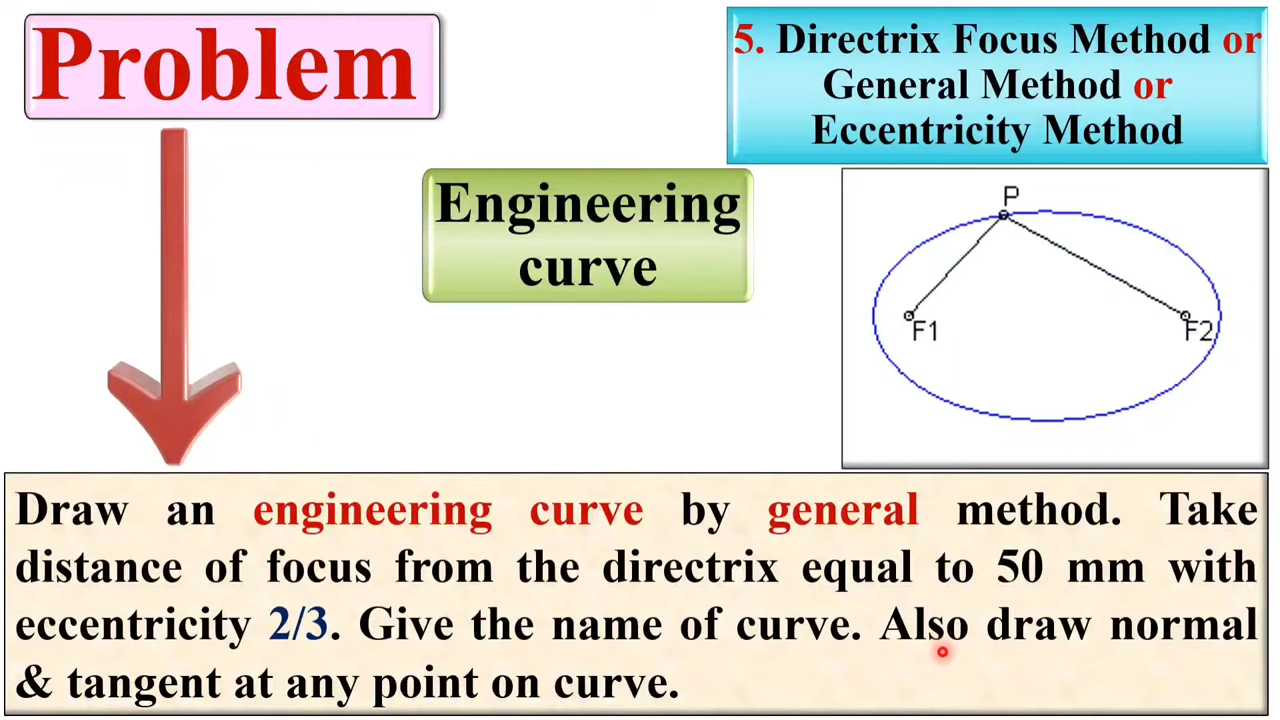 Problem
5. Directrix Focus Method or
General Method or
Eccentricity Method
Engineering
curve
P
F1
F2
Draw an engineering curve by general method. Take
distance of focus from the directrix equal to 50 mm with
eccentricity 2/3. Give the name of curve. Also draw normal
& tangent at any point on curve.